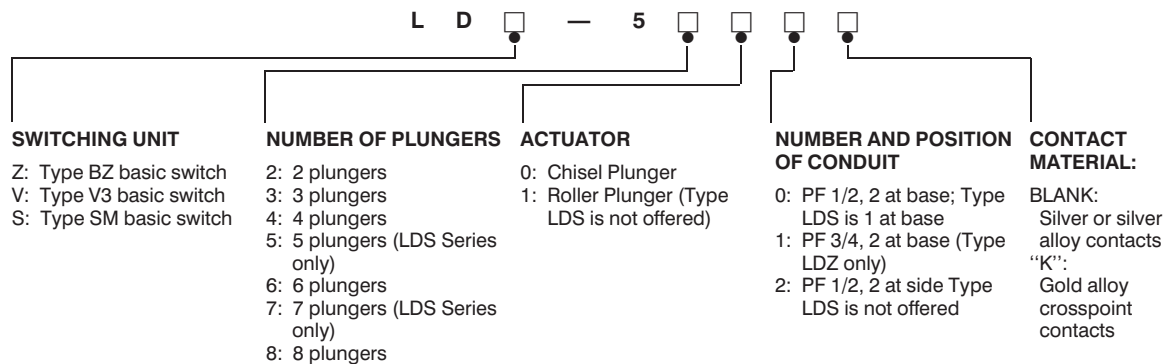 L D □ — 5 □ □ □ □
SWITCHING UNIT
Z: Type BZ basic switch
V: Type V3 basic switch
S: Type SM basic switch
NUMBER OF PLUNGERS
2: 2 plungers
3: 3 plungers
4: 4 plungers
5: 5 plungers (LDS Series
only)
6: 6 plungers
7: 7 plungers (LDS Series
only)
8: 8 plungers
ACTUATOR
0: Chisel Plunger
1: Roller Plunger (Type
LDS is not offered)
NUMBER AND POSITION
OF CONDUIT
0: PF 1/2, 2 at base; Type
LDS is 1 at base
1: PF 3/4, 2 at base (Type
LDZ only)
2: PF 1/2, 2 at side Type
LDS is not offered
CONTACT
MATERIAL:
BLANK:
Silver or silver
alloy contacts
‘‘K’’:
Gold alloy
crosspoint
contacts